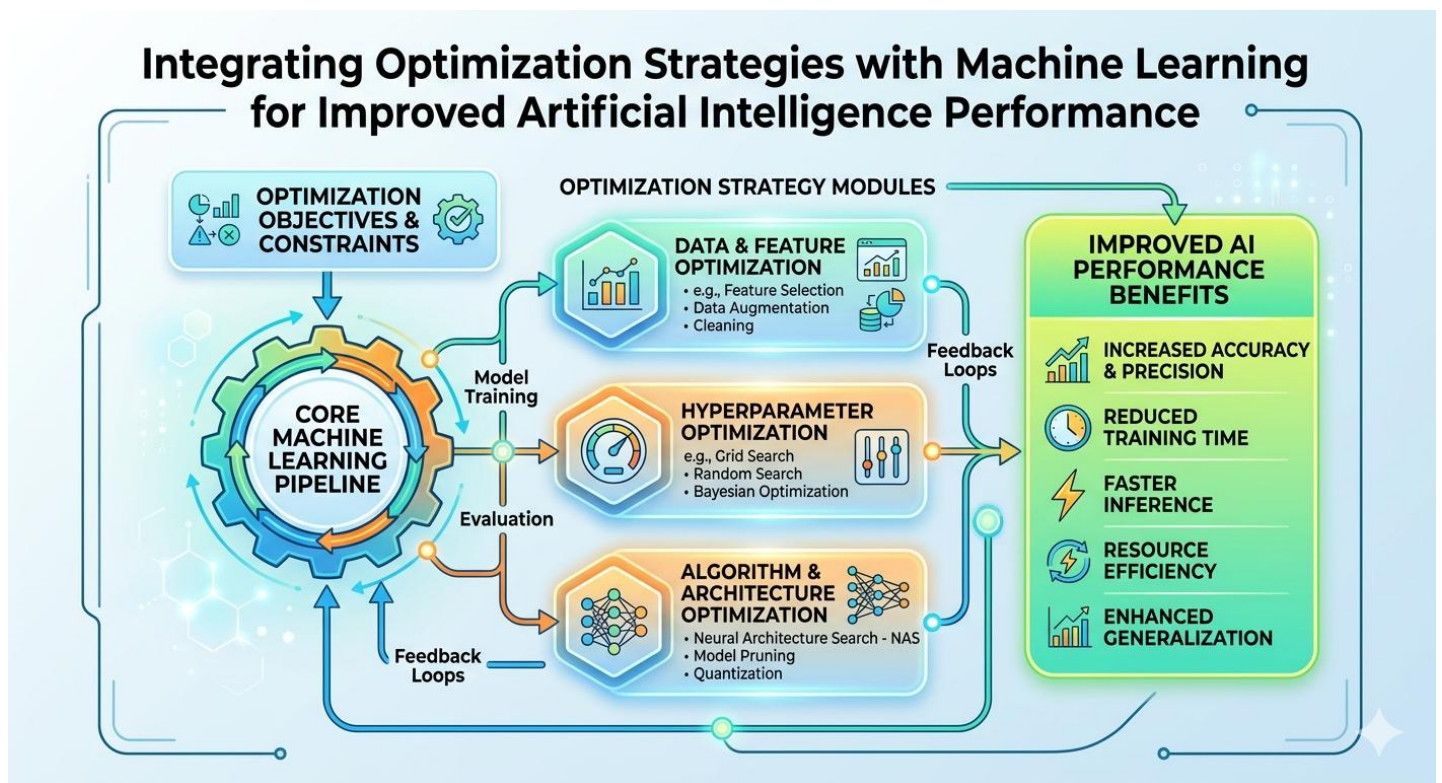 Integrating Optimization Strategies with Machine Learning
for Improved Artificial Intelligence Performance
OPTIMIZATION
OBJECTIVES &
CONSTRAINTS
CORE
MACHINE
LEARNING
PIPELINE
Model
Training
Evaluation
Feedback
Loops
OPTIMIZATION STRATEGY MODULES
DATA & FEATURE
OPTIMIZATION
• e.g., Feature Selection
• Data Augmentation
• Cleaning
HYPERPARAMETER
OPTIMIZATION
e.g., Grid Search
• Random Search
• Bayesian Optimization
ALGORITHM &
ARCHITECTURE
OPTIMIZATION
• Neural Architecture Search - NAS
• Model Pruning
• Quantization
Feedback
Loops
IMPROVED AI
PERFORMANCE
BENEFITS
INCREASED ACCURACY
& PRECISION
REDUCED
TRAINING TIME
FASTER
INFERENCE
RESOURCE
EFFICIENCY
ENHANCED
GENERALIZATION